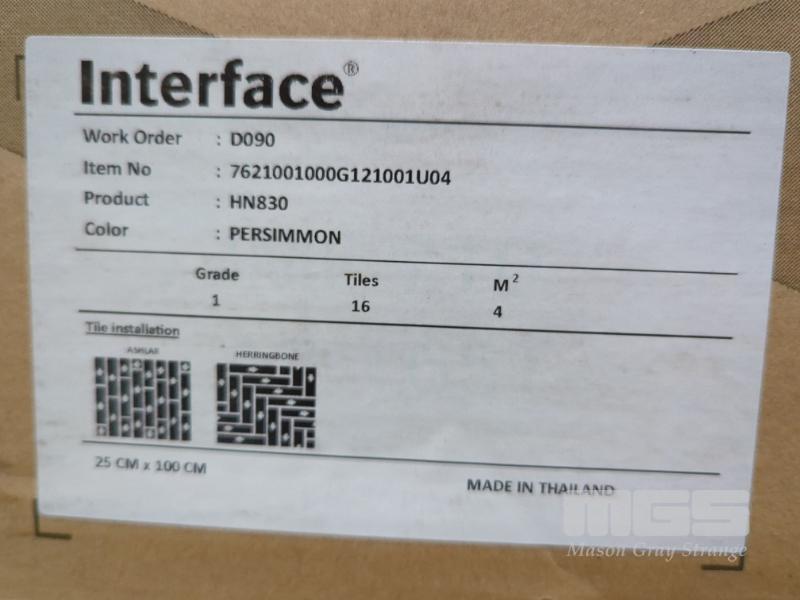 Interface®
Work Order : D090
Item No : 7621001000G121001U04
Product : HN830
Color : PERSIMMON
Grade Tiles M²
1 16 4
Tile installation
ASHLAR HERRINGBONE
25 CM x 100 CM
MADE IN THAILAND
MGS
Mason Gray Strange